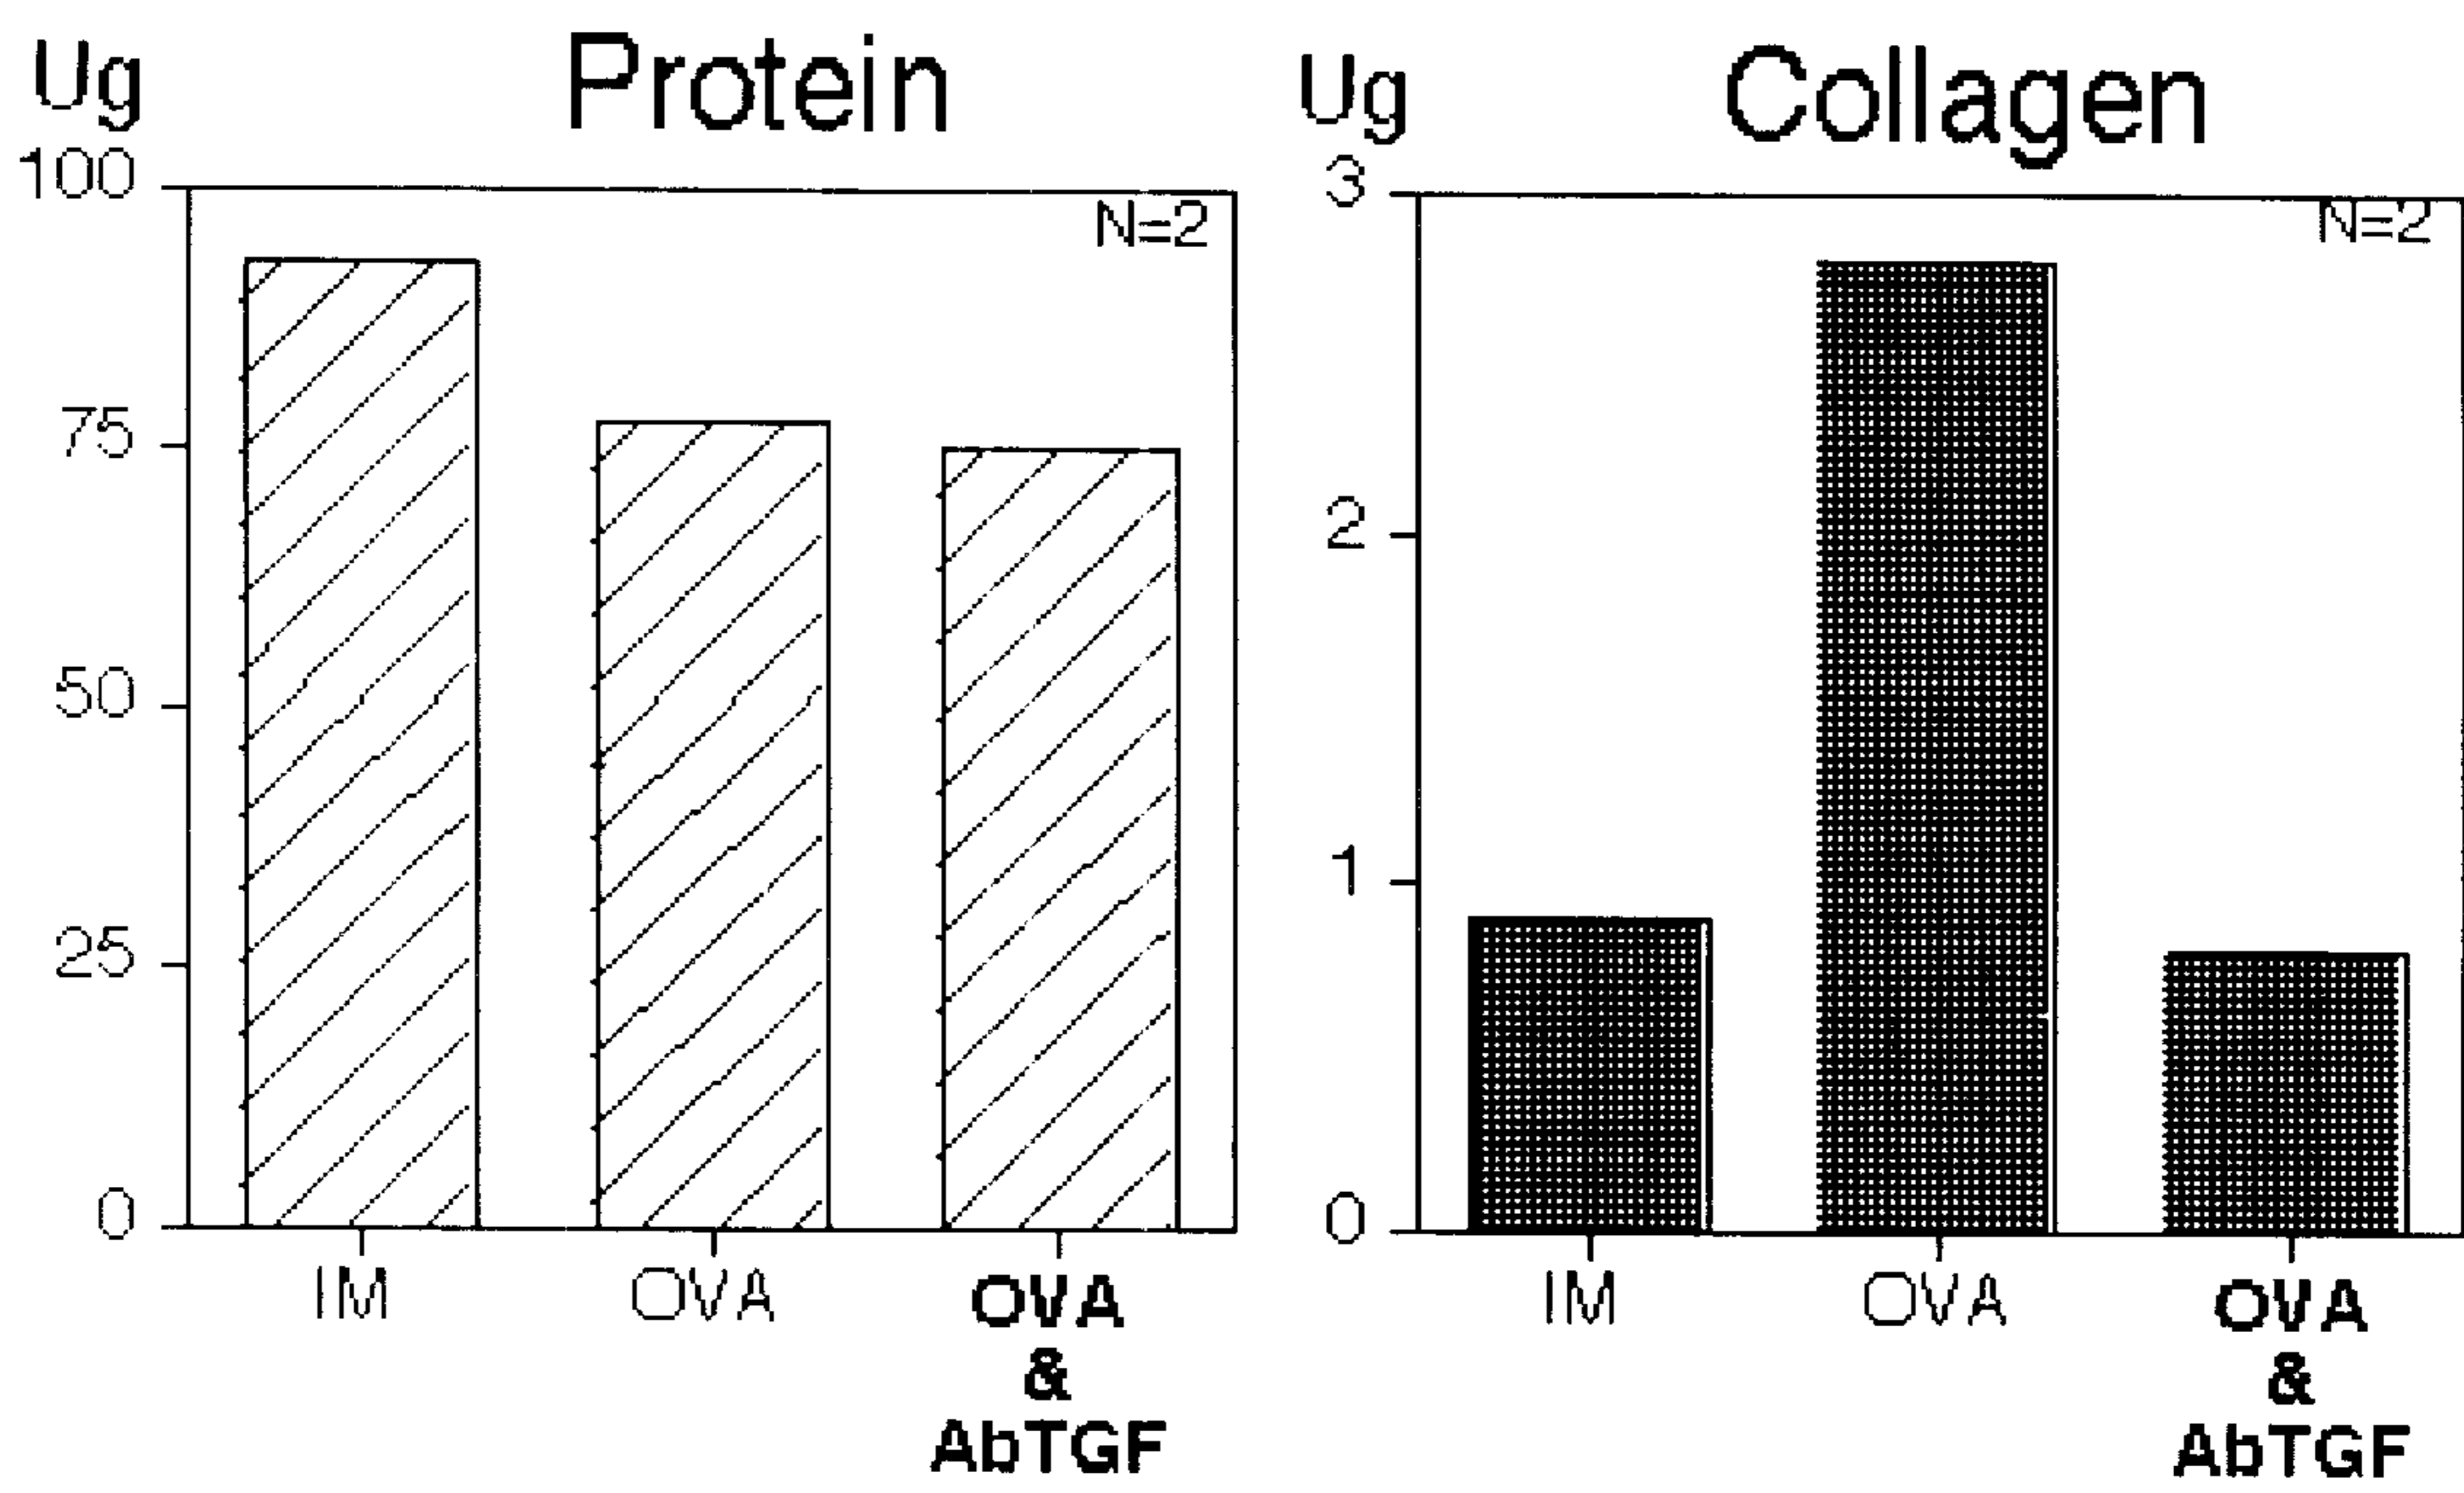 Ug
Protein
100
75
50
25
0
N=2
IM
OVA
OVA
&
AbTGF
Ug
Collagen
3
2
1
0
N=2
IM
OVA
OVA
&
AbTGF